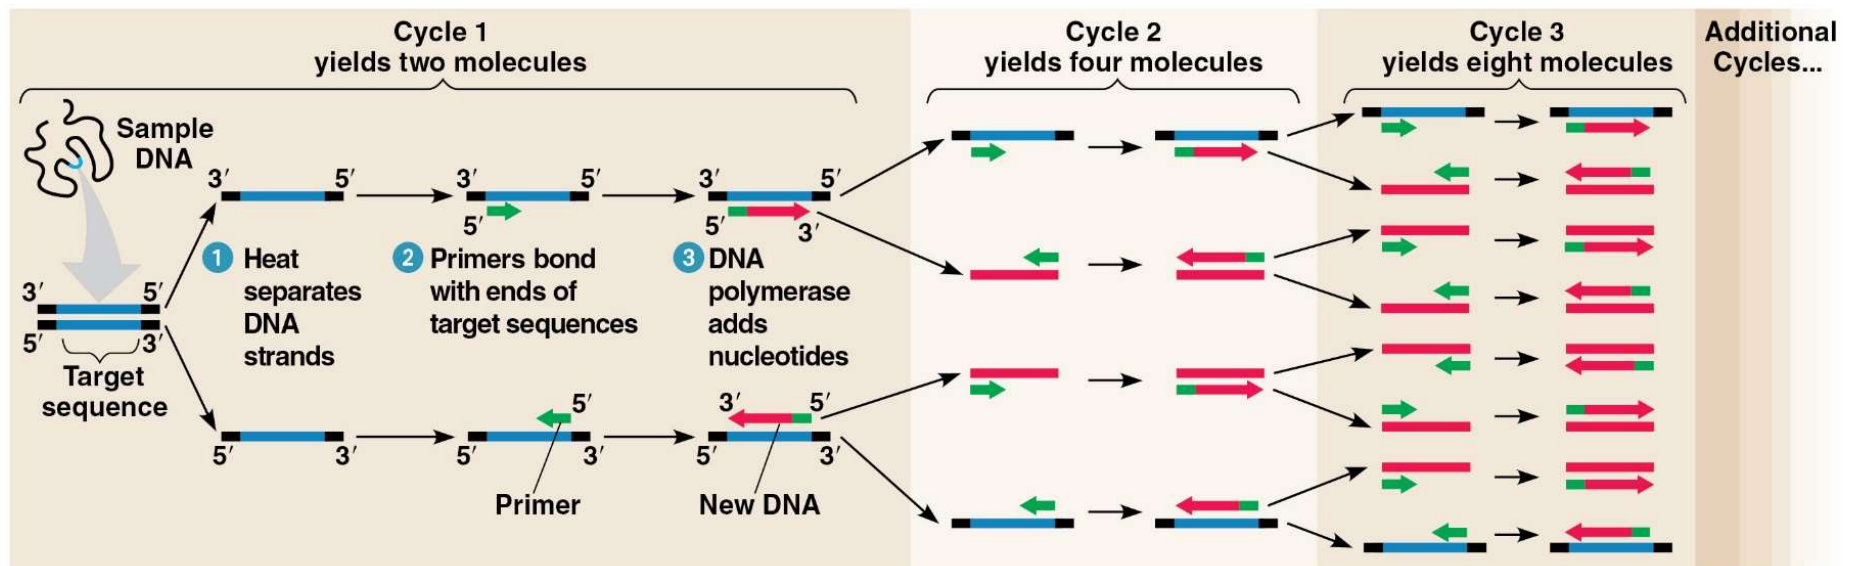 Cycle 1
yields two molecules
Cycle 2
yields four molecules
Cycle 3
yields eight molecules
Additional
Cycles...
Sample
DNA
3′ 5′
3′ 5′
5′
3′ 5′
5′ 3′
1 Heat
separates
DNA
strands
2 Primers bond
with ends of
target sequences
3 DNA
polymerase
adds
nucleotides
3′ 5′
5′ 3′
Target
sequence
5′ 3′
5′
5′ 3′
3′ 5′
5′ 3′
Primer
New DNA